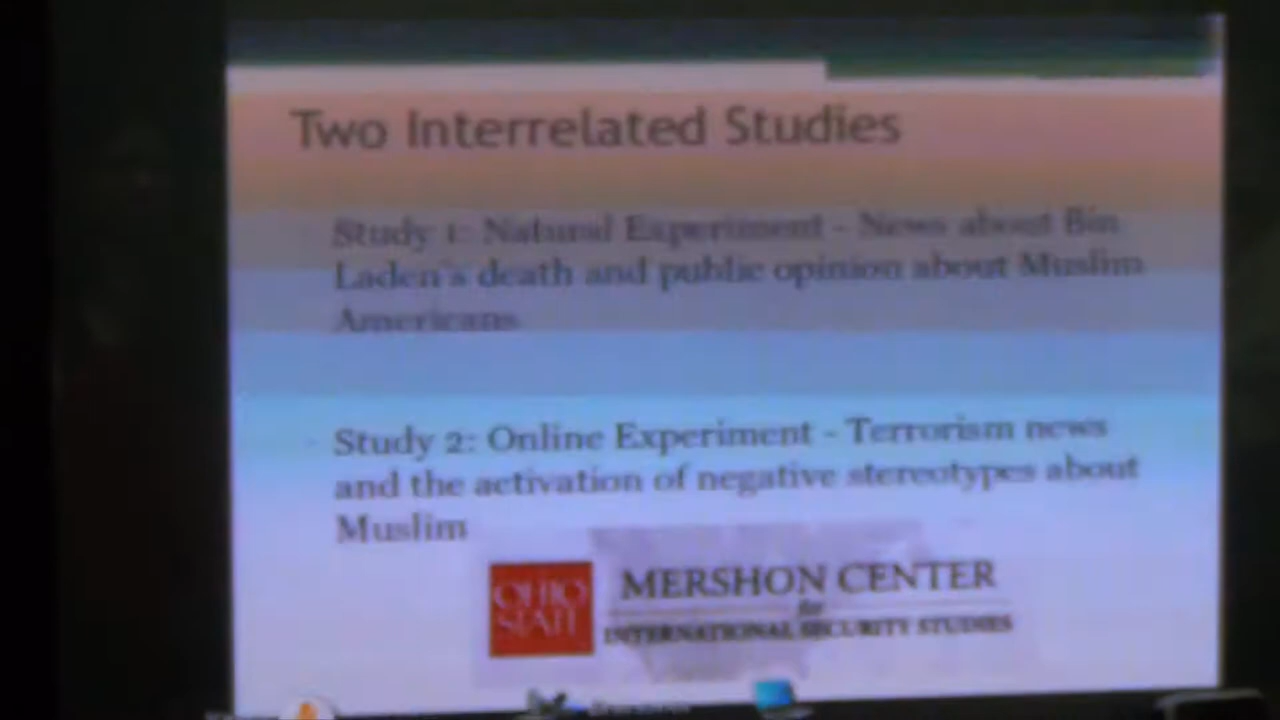 Two Interrelated Studies
Study 1: Natural Experiment - News about Bin
Laden's death and public opinion about Muslim
Americans
Study 2: Online Experiment - Terrorism news
and the activation of negative stereotypes about
Muslim
OHIO
STATE
MERSHON CENTER
for
INTERNATIONAL SECURITY STUDIES